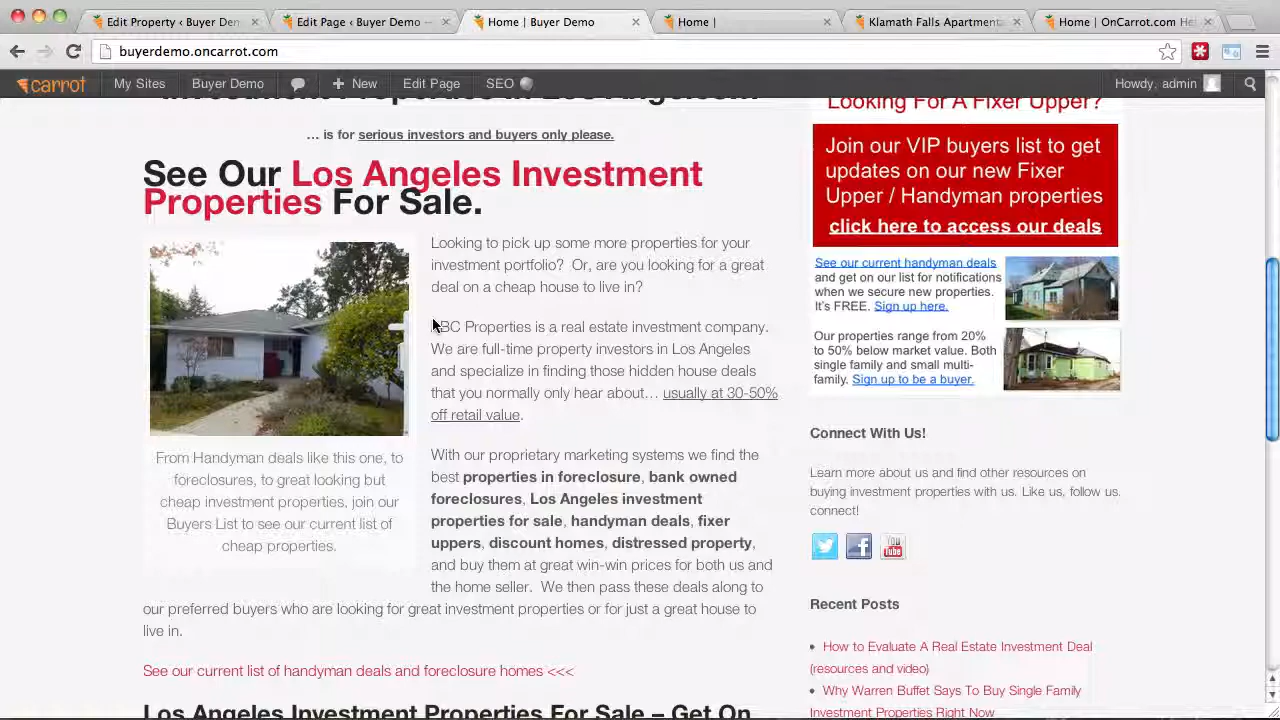 Edit Property ‹ Buyer De
Edit Page ‹ Buyer Demo —
Home | Buyer Demo
Home |
Klamath Falls Apartment
Home | OnCarrot.com He
buyerdemo.oncarrot.com
carrot
My Sites
Buyer Demo
New
Edit Page
SEO
Howdy, admin
… is for serious investors and buyers only please.
See Our Los Angeles Investment
Properties For Sale.
Looking to pick up some more properties for your
investment portfolio? Or, are you looking for a great
deal on a cheap house to live in?
BC Properties is a real estate investment company.
We are full-time property investors in Los Angeles
and specialize in finding those hidden house deals
that you normally only hear about… usually at 30-50%
off retail value.
From Handyman deals like this one, to
foreclosures, to great looking but
cheap investment properties, join our
Buyers List to see our current list of
cheap properties.
With our proprietary marketing systems we find the
best properties in foreclosure, bank owned
foreclosures, Los Angeles investment
properties for sale, handyman deals, fixer
uppers, discount homes, distressed property,
and buy them at great win-win prices for both us and
the home seller. We then pass these deals along to
our preferred buyers who are looking for great investment properties or for just a great house to
live in.
See our current list of handyman deals and foreclosure homes <<<
Los Angeles Investment Properties For Sale – Get On
Looking For A Fixer Upper?
Join our VIP buyers list to get
updates on our new Fixer
Upper / Handyman properties
click here to access our deals
See our current handyman deals
and get on our list for notifications
when we secure new properties.
It's FREE. Sign up here.
Our properties range from 20%
to 50% below market value. Both
single family and small multi-
family. Sign up to be a buyer.
Connect With Us!
Learn more about us and find other resources on
buying investment properties with us. Like us, follow us.
connect!
You
Tube
Recent Posts
How to Evaluate A Real Estate Investment Deal
(resources and video)
Why Warren Buffet Says To Buy Single Family
Investment Properties Right Now